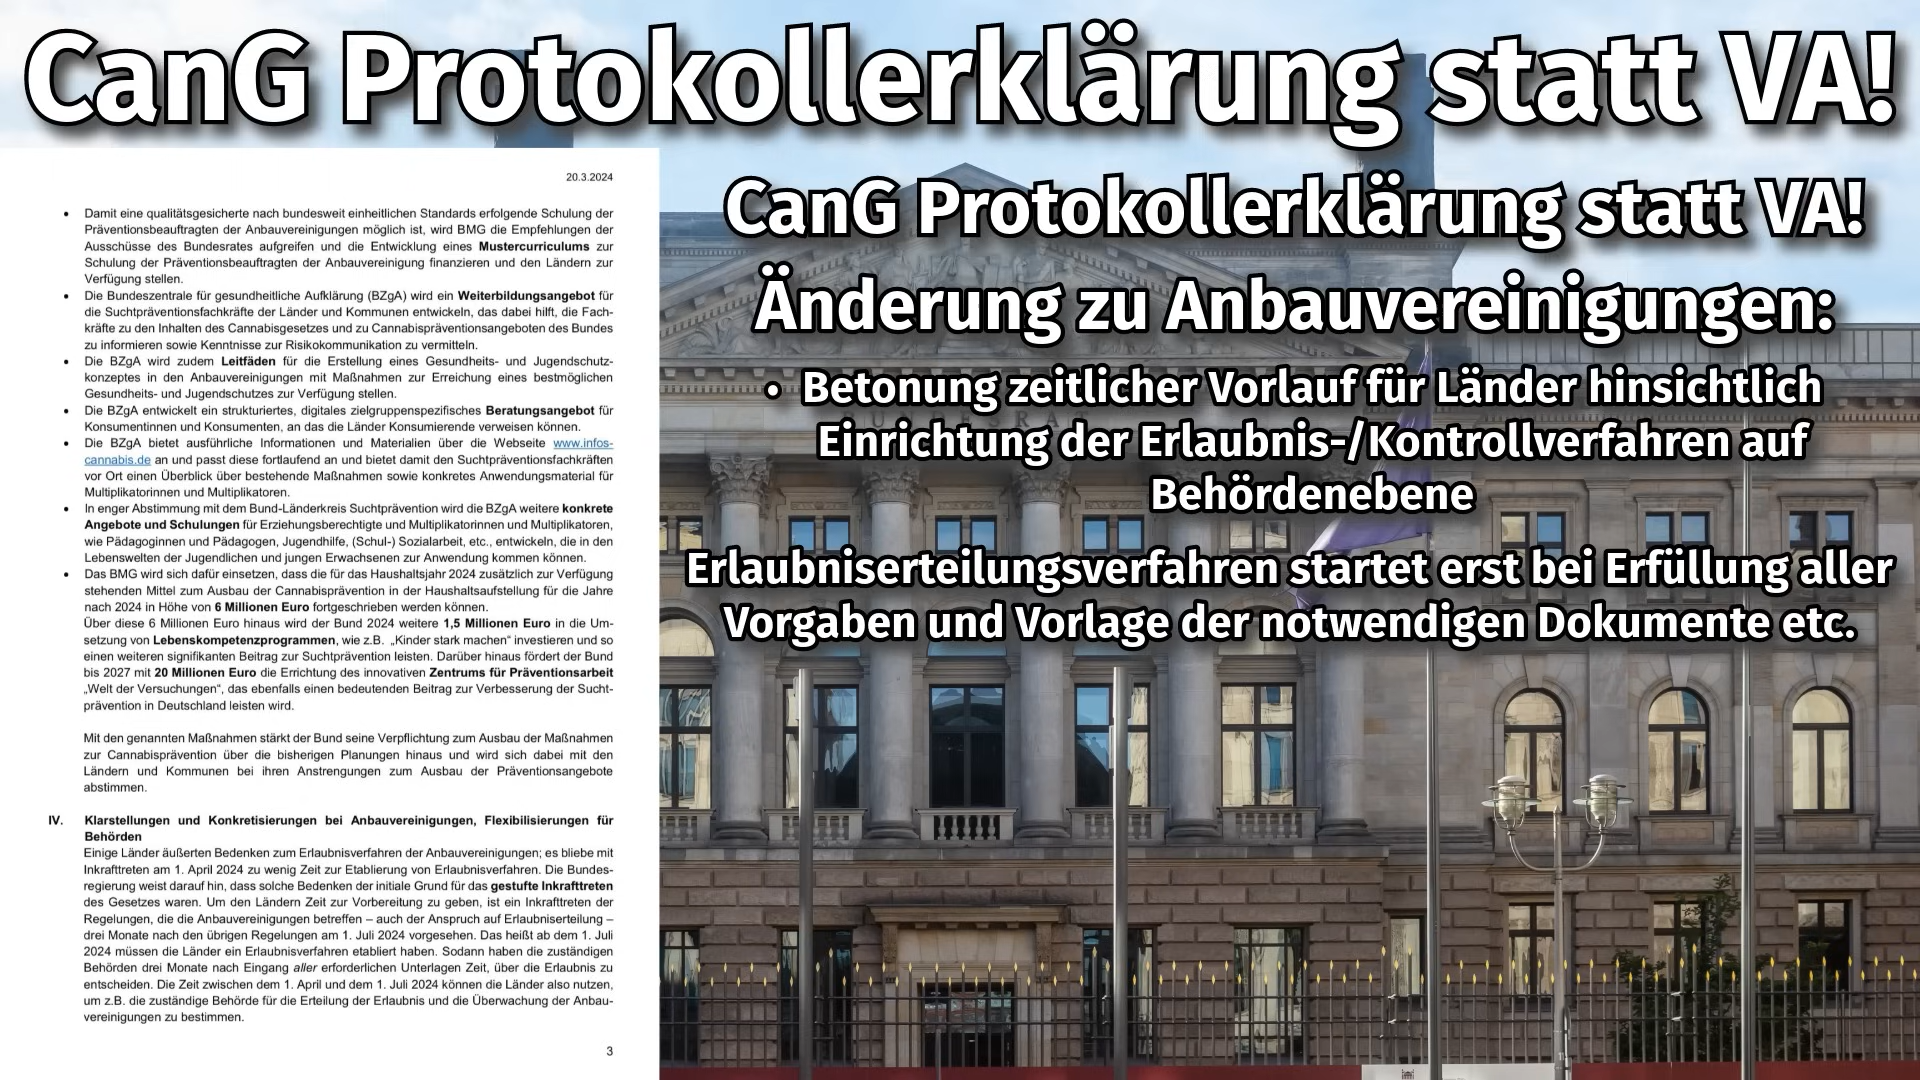 CanG Protokollerklärung statt VA!
20.3.2024
• Damit eine qualitätsgesicherte nach bundesweit einheitlichen Standards erfolgende Schulung der
Präventionsbeauftragten der Anbauvereinigungen möglich ist, wird BMG die Empfehlungen der
Ausschüsse des Bundesrates aufgreifen und die Entwicklung eines Mustercurriculums zur
Schulung der Präventionsbeauftragten der Anbauvereinigung finanzieren und den Ländern zur
Verfügung stellen.
• Die Bundeszentrale für gesundheitliche Aufklärung (BZgA) wird ein Weiterbildungsangebot für
die Suchtpräventionsfachkräfte der Länder und Kommunen entwickeln, das dabei hilft, die Fach-
kräfte zu den Inhalten des Cannabisgesetzes und zu Cannabispräventionsangeboten des Bundes
zu informieren sowie Kenntnisse zur Risikokommunikation zu vermitteln.
• Die BZgA wird zudem Leitfäden für die Erstellung eines Gesundheits- und Jugendschutz-
konzeptes in den Anbauvereinigungen mit Maßnahmen zur Erreichung eines bestmöglichen
Gesundheits- und Jugendschutzes zur Verfügung stellen.
• Die BZgA entwickelt ein strukturiertes, digitales zielgruppenspezifisches Beratungsangebot für
Konsumentinnen und Konsumenten, an das die Länder Konsumierende verweisen können.
• Die BZgA bietet ausführliche Informationen und Materialien über die Webseite www.infos-
cannabis.de an und passt diese fortlaufend an und bietet damit den Suchtpräventionsfachkräften
vor Ort einen Überblick über bestehende Maßnahmen sowie konkretes Anwendungsmaterial für
Multiplikatorinnen und Multiplikatoren.
• In enger Abstimmung mit dem Bund-Länderkreis Suchtprävention wird die BZgA weitere konkrete
Angebote und Schulungen für Erziehungsberechtigte und Multiplikatorinnen und Multiplikatoren,
wie Pädagoginnen und Pädagogen, Jugendhilfe, (Schul-) Sozialarbeit, etc., entwickeln, die in den
Lebenswelten der Jugendlichen und jungen Erwachsenen zur Anwendung kommen können.
• Das BMG wird sich dafür einsetzen, dass die für das Haushaltsjahr 2024 zusätzlich zur Verfügung
stehenden Mittel zum Ausbau der Cannabisprävention in der Haushaltsaufstellung für die Jahre
nach 2024 in Höhe von 6 Millionen Euro fortgeschrieben werden können.
Über diese 6 Millionen Euro hinaus wird der Bund 2024 weitere 1,5 Millionen Euro in die Um-
setzung von Lebenskompetenzprogrammen, wie z.B. „Kinder stark machen“ investieren und so
einen weiteren signifikanten Beitrag zur Suchtprävention leisten. Darüber hinaus fördert der Bund
bis 2027 mit 20 Millionen Euro die Errichtung des innovativen Zentrums für Präventionsarbeit
„Welt der Versuchungen“, das ebenfalls einen bedeutenden Beitrag zur Verbesserung der Sucht-
prävention in Deutschland leisten wird.
Mit den genannten Maßnahmen stärkt der Bund seine Verpflichtung zum Ausbau der Maßnahmen
zur Cannabisprävention über die bisherigen Planungen hinaus und wird sich dabei mit den
Ländern und Kommunen bei ihren Anstrengungen zum Ausbau der Präventionsangebote
abstimmen.
IV. Klarstellungen und Konkretisierungen bei Anbauvereinigungen, Flexibilisierungen für
Behörden
Einige Länder äußerten Bedenken zum Erlaubnisverfahren der Anbauvereinigungen; es bliebe mit
Inkrafttreten am 1. April 2024 zu wenig Zeit zur Etablierung von Erlaubnisverfahren. Die Bundes-
regierung weist darauf hin, dass solche Bedenken der initiale Grund für das gestufte Inkrafttreten
des Gesetzes waren. Um den Ländern Zeit zur Vorbereitung zu geben, ist ein Inkrafttreten der
Regelungen, die die Anbauvereinigungen betreffen – auch der Anspruch auf Erlaubniserteilung –
drei Monate nach den übrigen Regelungen am 1. Juli 2024 vorgesehen. Das heißt ab dem 1. Juli
2024 müssen die Länder ein Erlaubnisverfahren etabliert haben. Sodann haben die zuständigen
Behörden drei Monate nach Eingang aller erforderlichen Unterlagen Zeit, über die Erlaubnis zu
entscheiden. Die Zeit zwischen dem 1. April und dem 1. Juli 2024 können die Länder also nutzen,
um z.B. die zuständige Behörde für die Erteilung der Erlaubnis und die Überwachung der Anbau-
vereinigungen zu bestimmen.
3
CanG Protokollerklärung statt VA!
Änderung zu Anbauvereinigungen:
• Betonung zeitlicher Vorlauf für Länder hinsichtlich
Einrichtung der Erlaubnis-/Kontrollverfahren auf
Behördenebene
Erlaubniserteilungsverfahren startet erst bei Erfüllung aller
Vorgaben und Vorlage der notwendigen Dokumente etc.